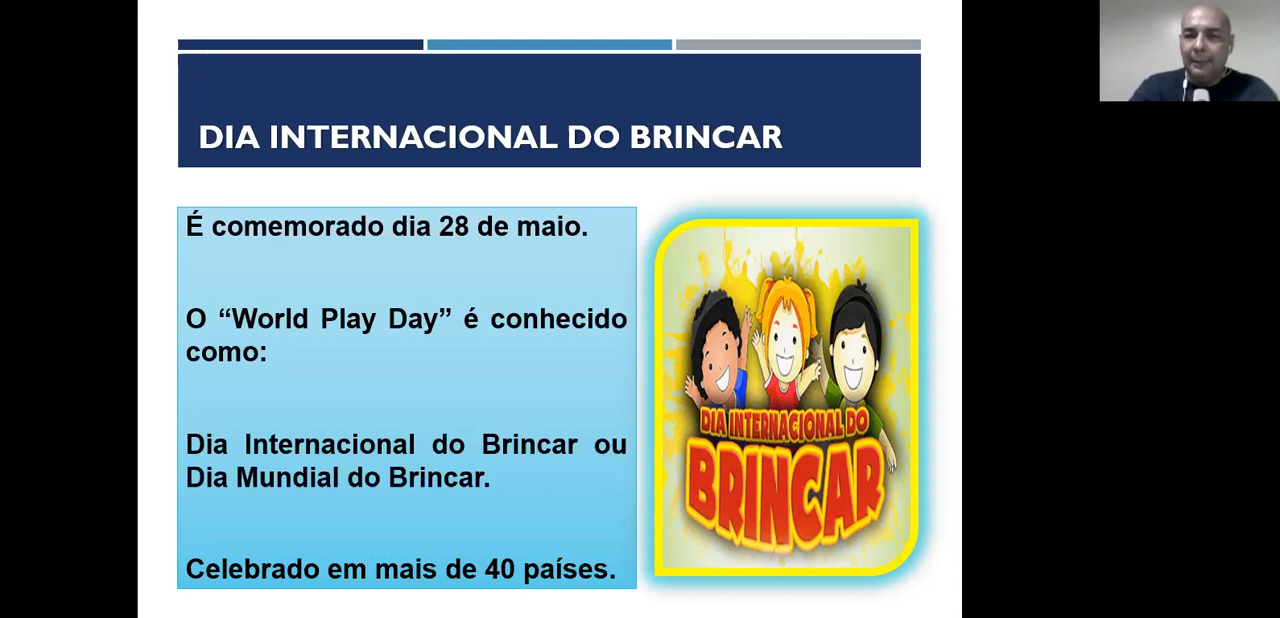 DIA INTERNACIONAL DO BRINCAR
É comemorado dia 28 de maio.
O “World Play Day” é conhecido
como:
Dia Internacional do Brincar ou
Dia Mundial do Brincar.
Celebrado em mais de 40 países.
DIA INTERNACIONAL DO
BRINCAR